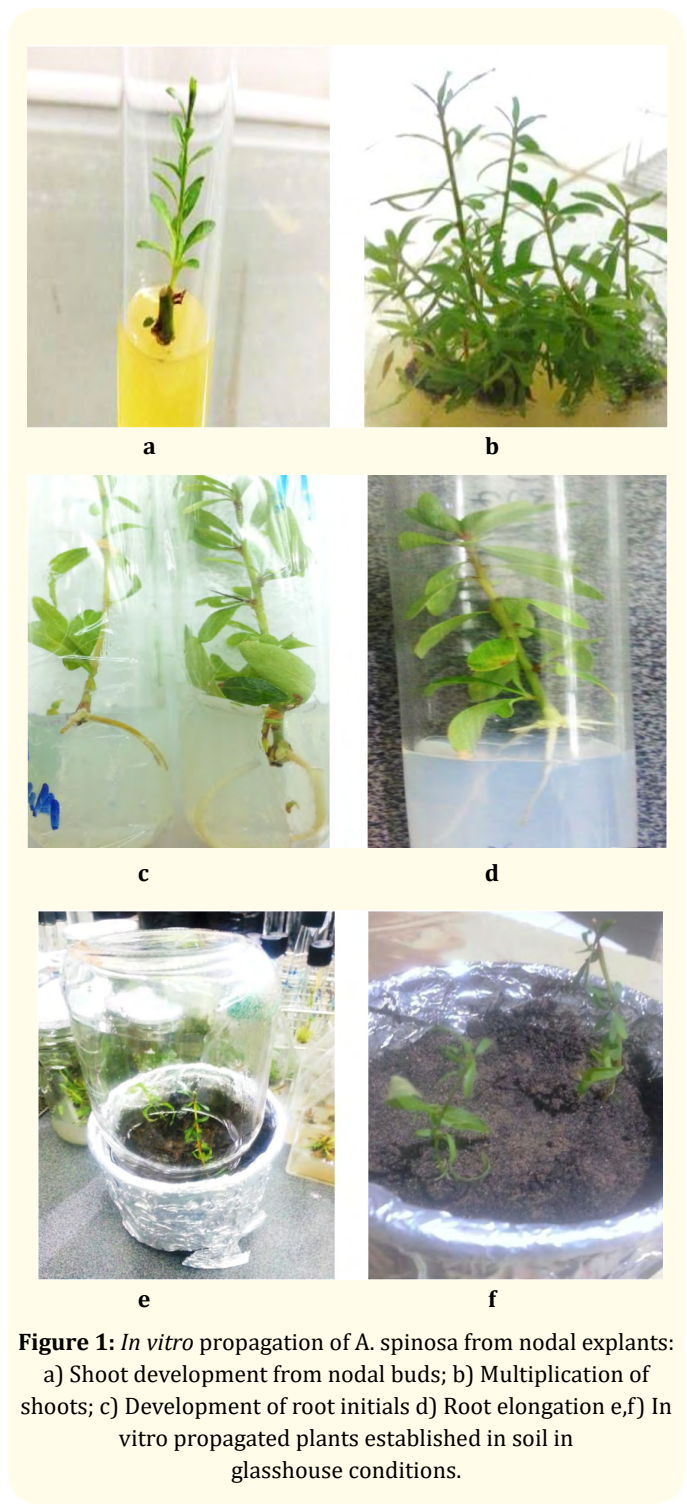 a
b
c
d
e
f
Figure 1: In vitro propagation of A. spinosa from nodal explants:
a) Shoot development from nodal buds; b) Multiplication of
shoots; c) Development of root initials d) Root elongation e,f) In
vitro propagated plants established in soil in
glasshouse conditions.